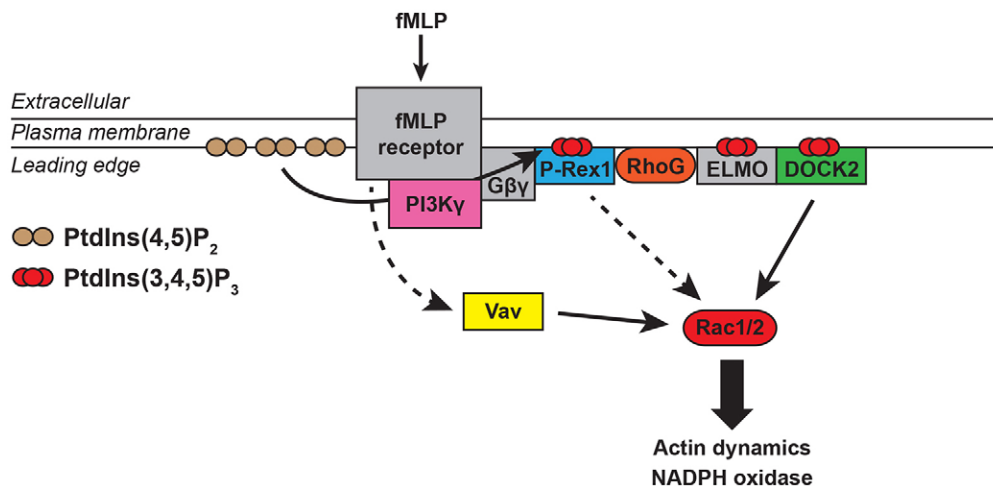 fMLP
Extracellular
Plasma membrane
Leading edge
fMLP
receptor
PI3Kγ
Gβγ
P-Rex1
RhoG
ELMO
DOCK2
PtdIns(4,5)P₂
PtdIns(3,4,5)P₃
Vav
Rac1/2
Actin dynamics
NADPH oxidase